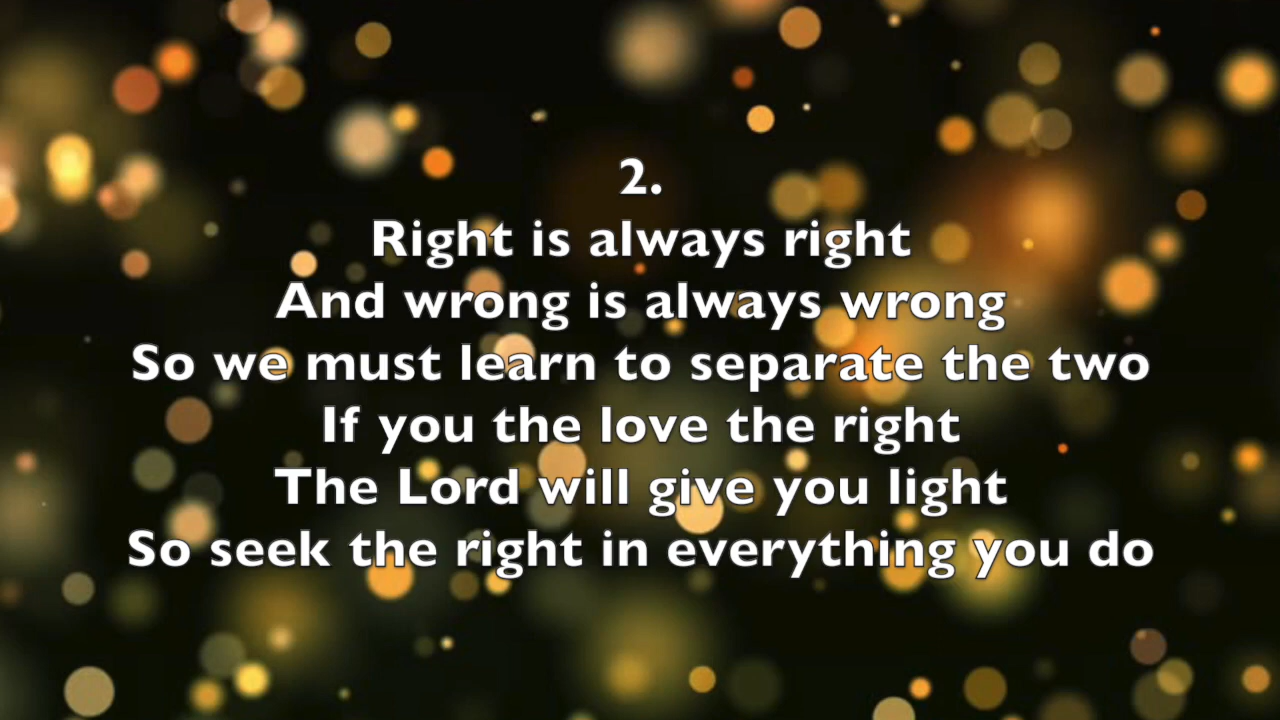 2.
Right is always right
And wrong is always wrong
So we must learn to separate the two
If you the love the right
The Lord will give you light
So seek the right in everything you do